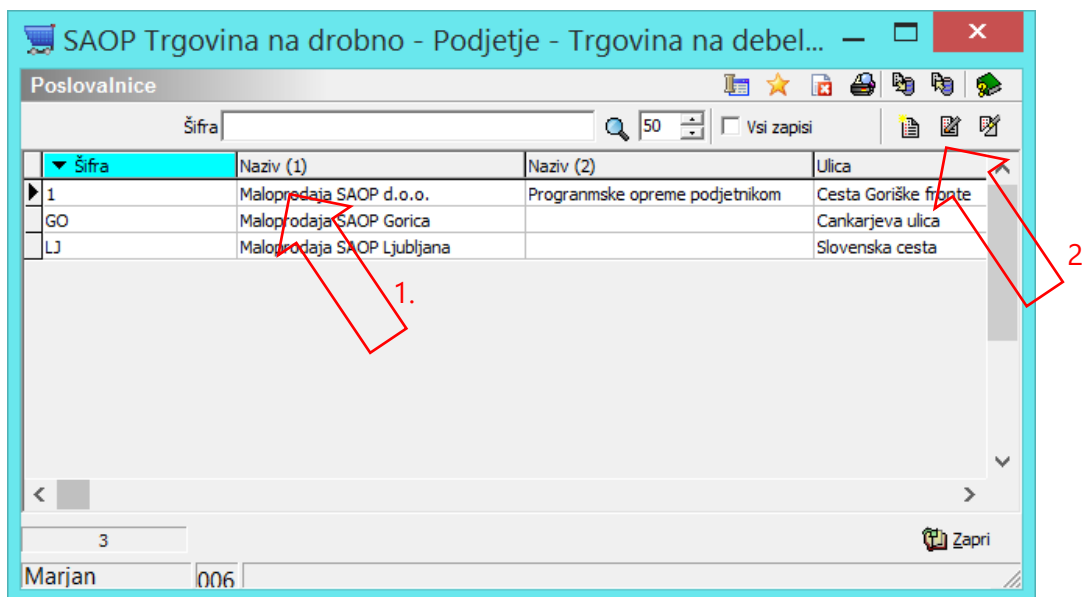 SAOP Trgovina na drobno - Podjetje - Trgovina na debel...
Poslovalnice
Šifra 50 Vsi zapisi
Šifra Naziv (1) Naziv (2) Ulica
1 Maloprodaja SAOP d.o.o. Progranmske opreme podjetnikom Cesta Goriške fronte
GO Maloprodaja SAOP Gorica Cankarjeva ulica
LJ Maloprodaja SAOP Ljubljana Slovenska cesta
2
1.
3 Zapri
Marjan 006